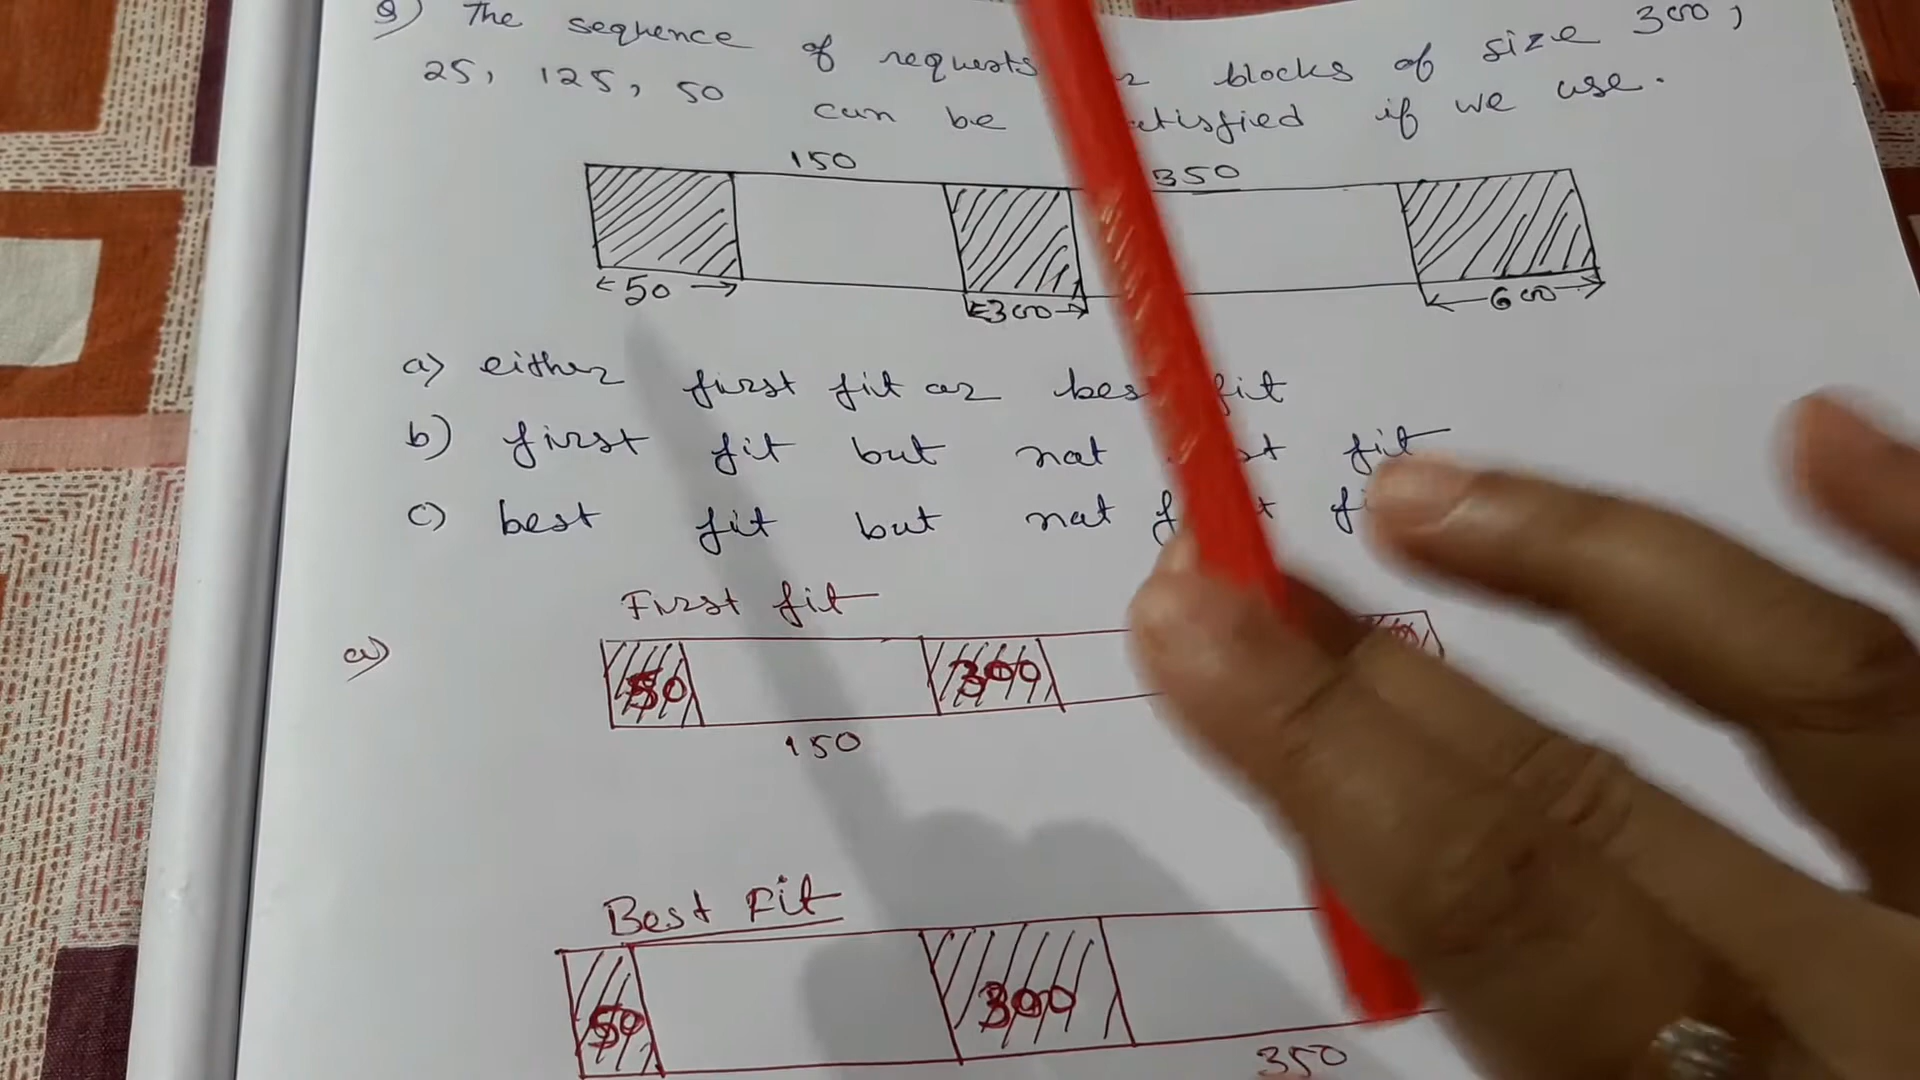 Q) The sequence of requests blocks of size 300,
25, 125, 50 can be if we use.
150 350
50 300 600
a) either first fit or fit
b) first fit but not fit
c) best fit but not
First fit
a) 50 300
150
Best Fit
50 300
350